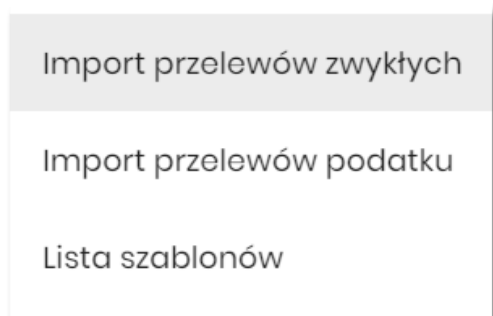 Import przelewów zwykłych
Import przelewów podatku
Lista szablonów